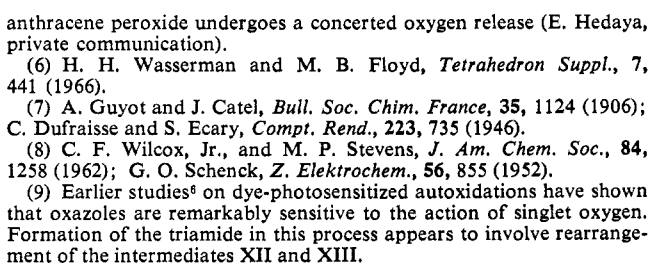 anthracene peroxide undergoes a concerted oxygen release (E. Hedaya,
private communication).
(6) H. H. Wasserman and M. B. Floyd, Tetrahedron Suppl., 7,
441 (1966).
(7) A. Guyot and J. Catel, Bull. Soc. Chim. France, 35, 1124 (1906);
C. Dufraisse and S. Ecary, Compt. Rend., 223, 735 (1946).
(8) C. F. Wilcox, Jr., and M. P. Stevens, J. Am. Chem. Soc., 84,
1258 (1962); G. O. Schenck, Z. Elektrochem., 56, 855 (1952).
(9) Earlier studies⁶ on dye-photosensitized autoxidations have shown
that oxazoles are remarkably sensitive to the action of singlet oxygen.
Formation of the triamide in this process appears to involve rearrange-
ment of the intermediates XII and XIII.